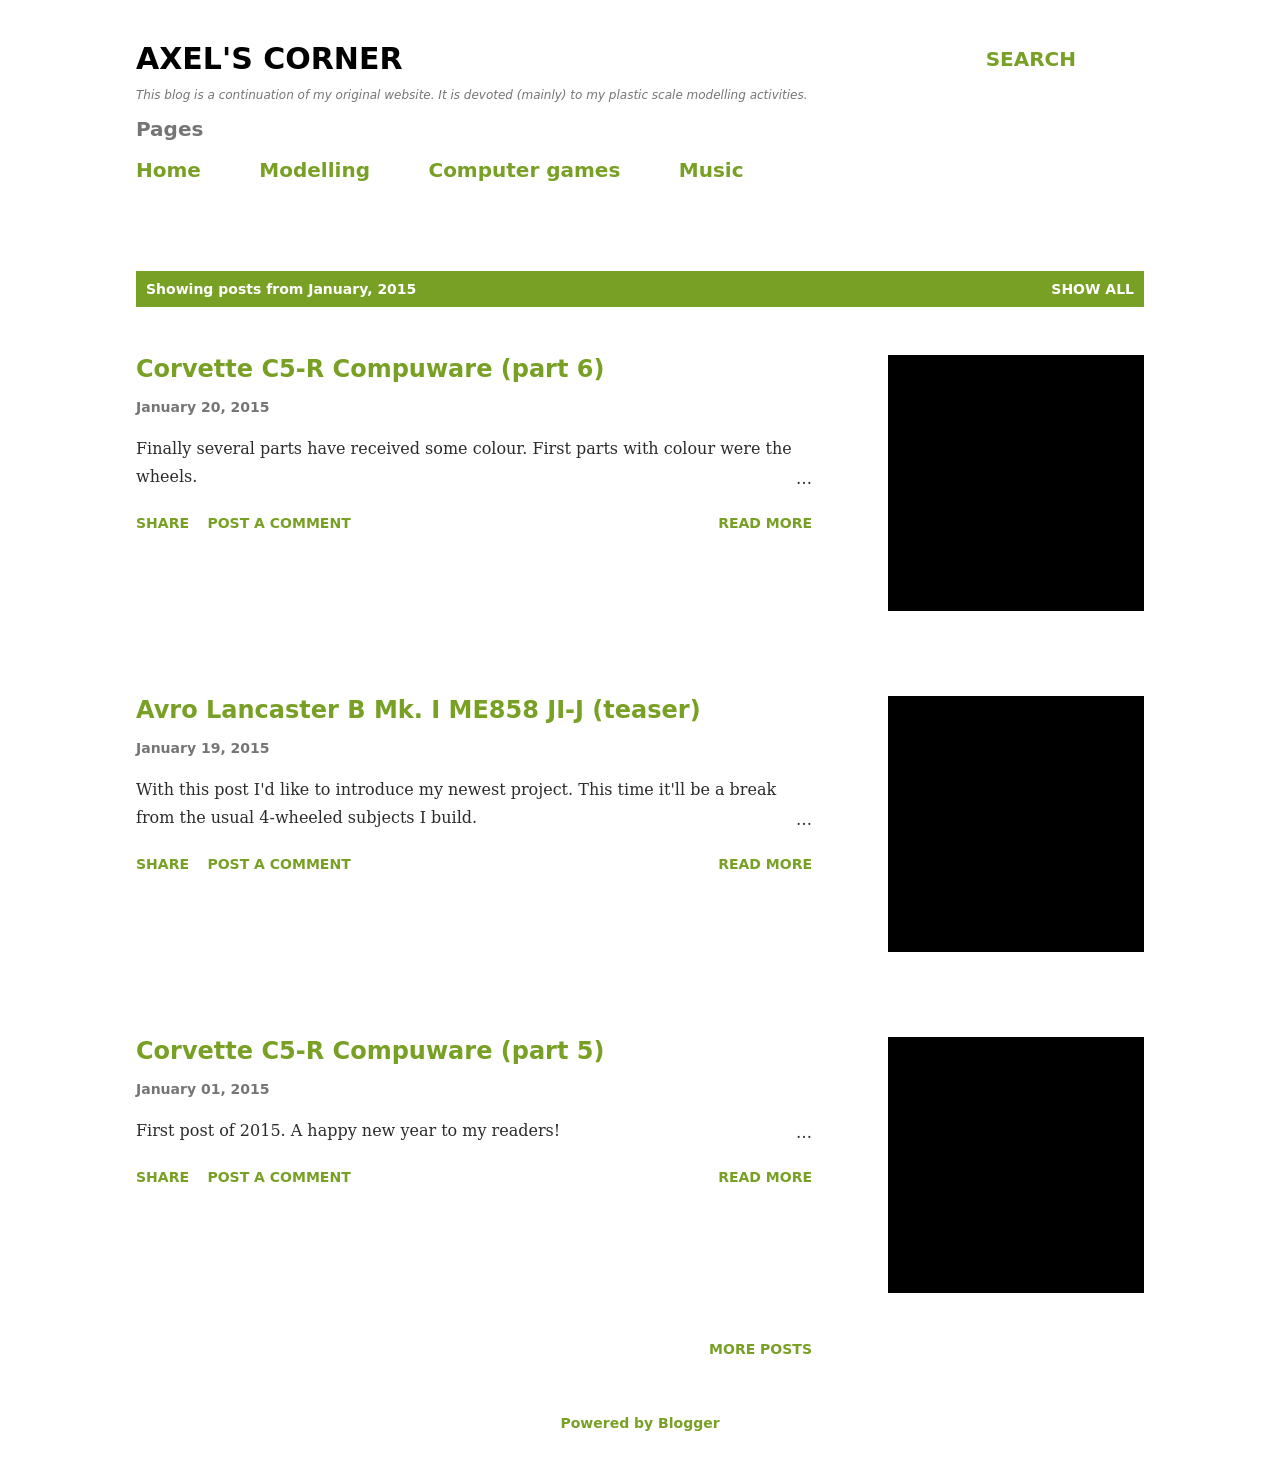 AXEL'S CORNER
SEARCH
This blog is a continuation of my original website. It is devoted (mainly) to my plastic scale modelling activities.
Pages
Home Modelling Computer games Music
Showing posts from January, 2015 SHOW ALL
Corvette C5-R Compuware (part 6)
January 20, 2015
Finally several parts have received some colour. First parts with colour were the
wheels. …
SHARE POST A COMMENT READ MORE
Avro Lancaster B Mk. I ME858 JI-J (teaser)
January 19, 2015
With this post I'd like to introduce my newest project. This time it'll be a break
from the usual 4-wheeled subjects I build. …
SHARE POST A COMMENT READ MORE
Corvette C5-R Compuware (part 5)
January 01, 2015
First post of 2015. A happy new year to my readers! …
SHARE POST A COMMENT READ MORE
MORE POSTS
Powered by Blogger